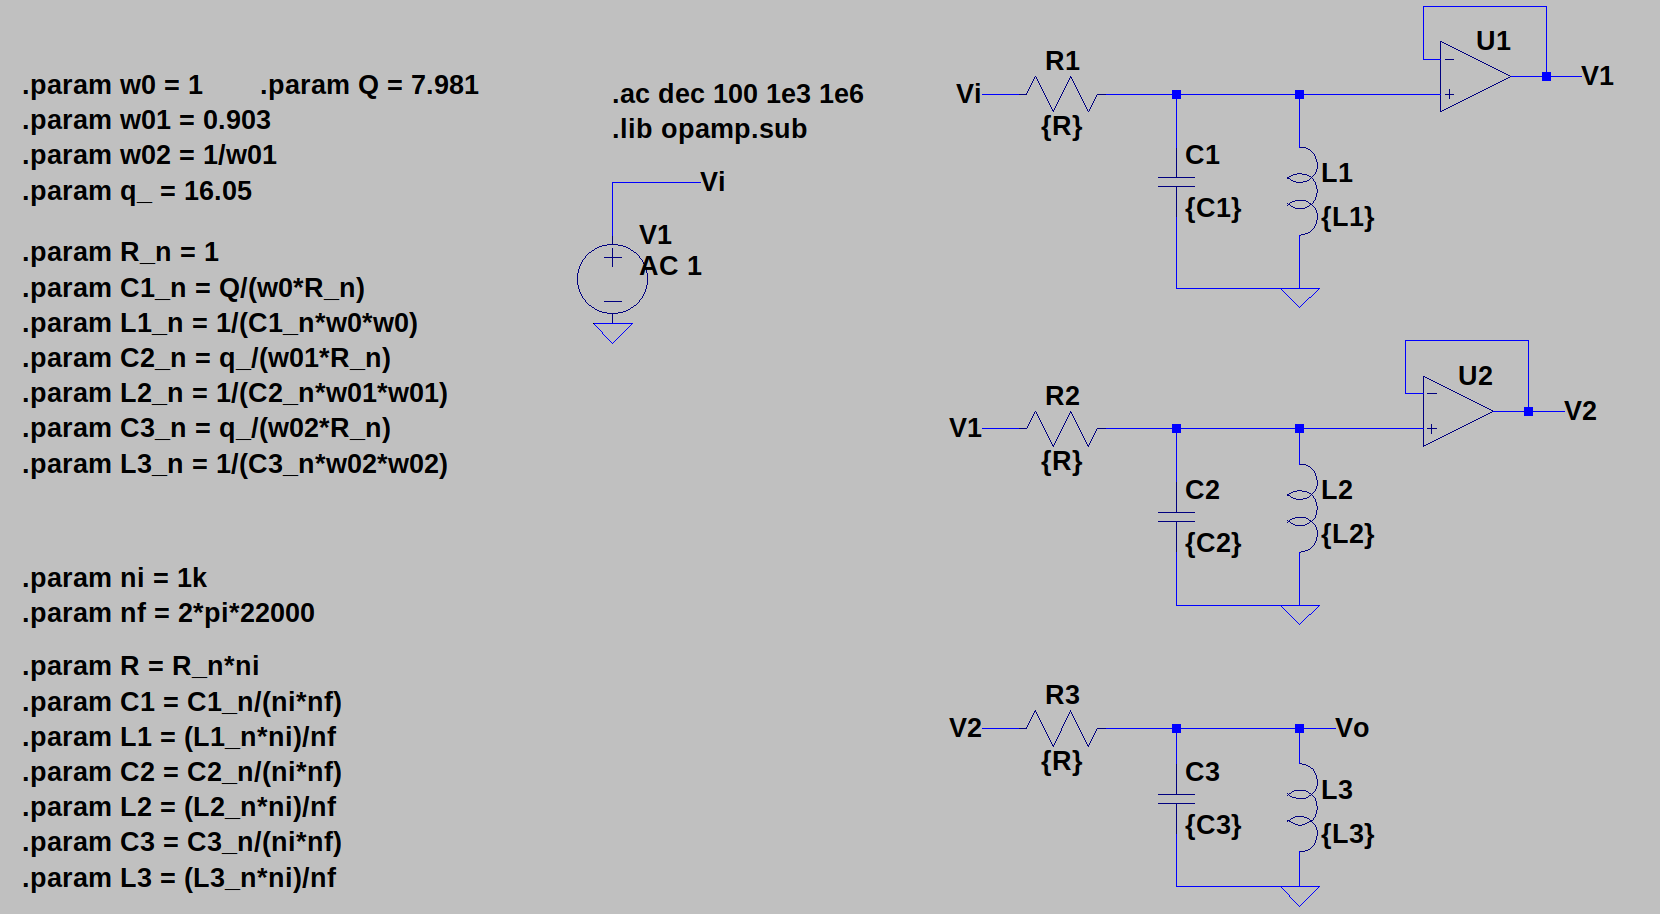 .param w0 = 1 .param Q = 7.981
.param w01 = 0.903
.param w02 = 1/w01
.param q_ = 16.05
.param R_n = 1
.param C1_n = Q/(w0*R_n)
.param L1_n = 1/(C1_n*w0*w0)
.param C2_n = q_/(w01*R_n)
.param L2_n = 1/(C2_n*w01*w01)
.param C3_n = q_/(w02*R_n)
.param L3_n = 1/(C3_n*w02*w02)
.param ni = 1k
.param nf = 2*pi*22000
.param R = R_n*ni
.param C1 = C1_n/(ni*nf)
.param L1 = (L1_n*ni)/nf
.param C2 = C2_n/(ni*nf)
.param L2 = (L2_n*ni)/nf
.param C3 = C3_n/(ni*nf)
.param L3 = (L3_n*ni)/nf
.ac dec 100 1e3 1e6
.lib opamp.sub
Vi
V1
AC 1
U1
R1
V1
Vi
{R}
C1
L1
{C1}
{L1}
U2
R2
V2
V1
{R}
C2
L2
{C2}
{L2}
R3
V2
Vo
{R}
C3
L3
{C3}
{L3}